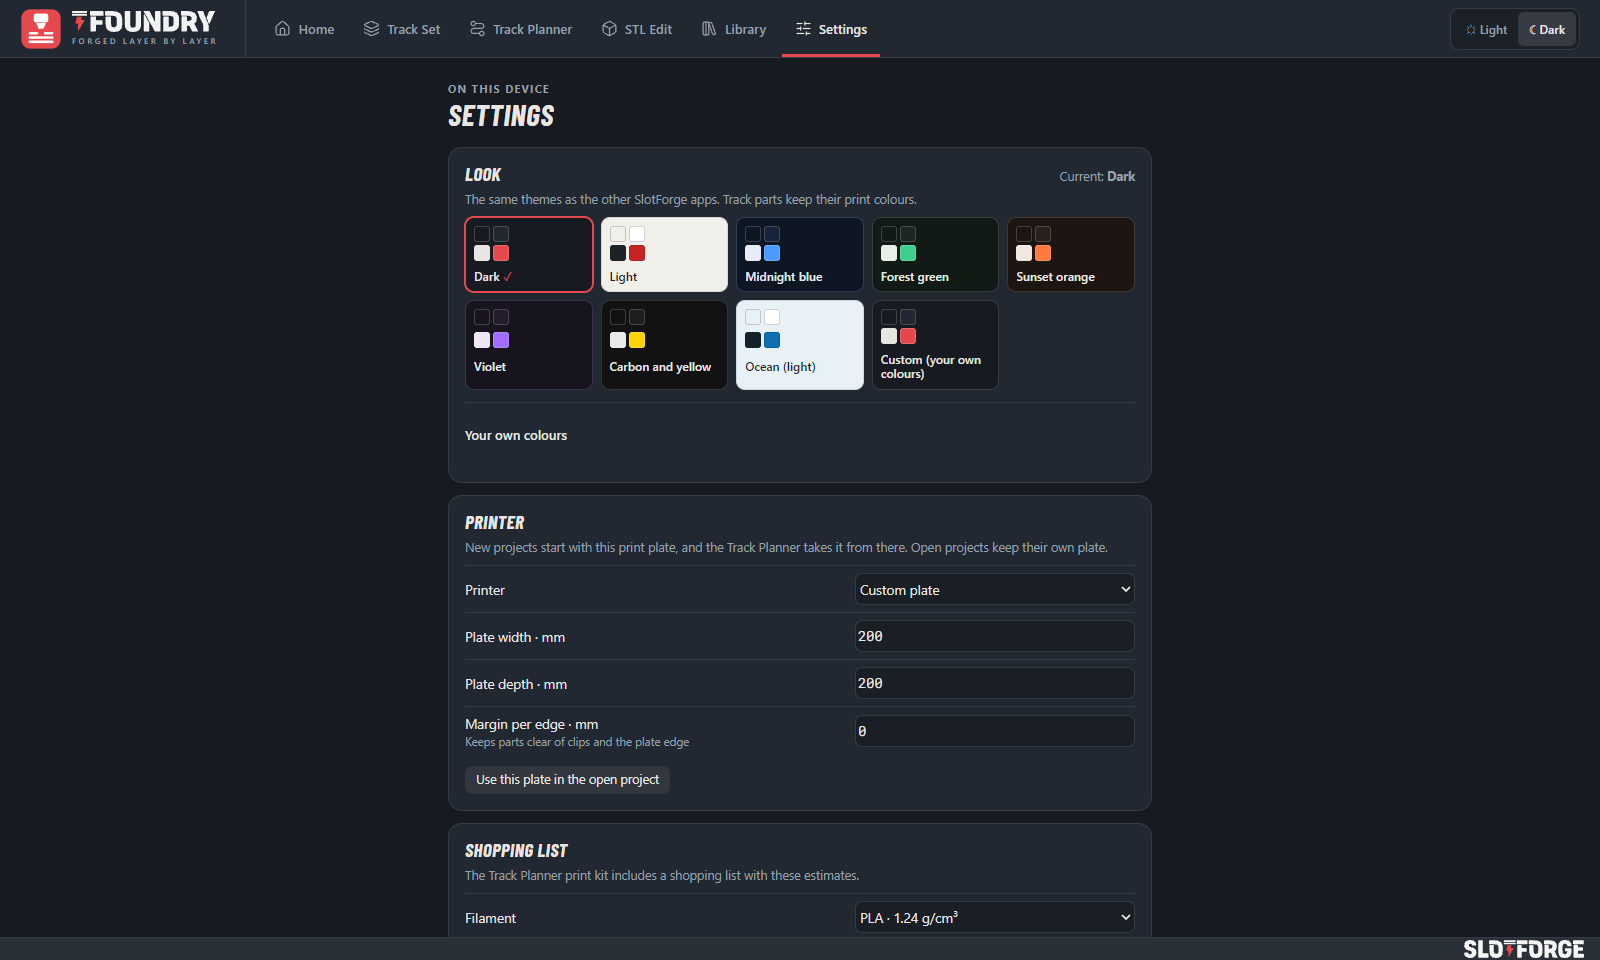 FOUNDRY
FORGED LAYER BY LAYER
Home
Track Set
Track Planner
STL Edit
Library
Settings
Light
Dark
ON THIS DEVICE
SETTINGS
LOOK
Current: Dark
The same themes as the other SlotForge apps. Track parts keep their print colours.
Dark ✓
Light
Midnight blue
Forest green
Sunset orange
Violet
Carbon and yellow
Ocean (light)
Custom (your own
colours)
Your own colours
PRINTER
New projects start with this print plate, and the Track Planner takes it from there. Open projects keep their own plate.
Printer
Custom plate
Plate width · mm
200
Plate depth · mm
200
Margin per edge · mm
Keeps parts clear of clips and the plate edge
0
Use this plate in the open project
SHOPPING LIST
The Track Planner print kit includes a shopping list with these estimates.
Filament
PLA · 1.24 g/cm³
SLOTFORGE